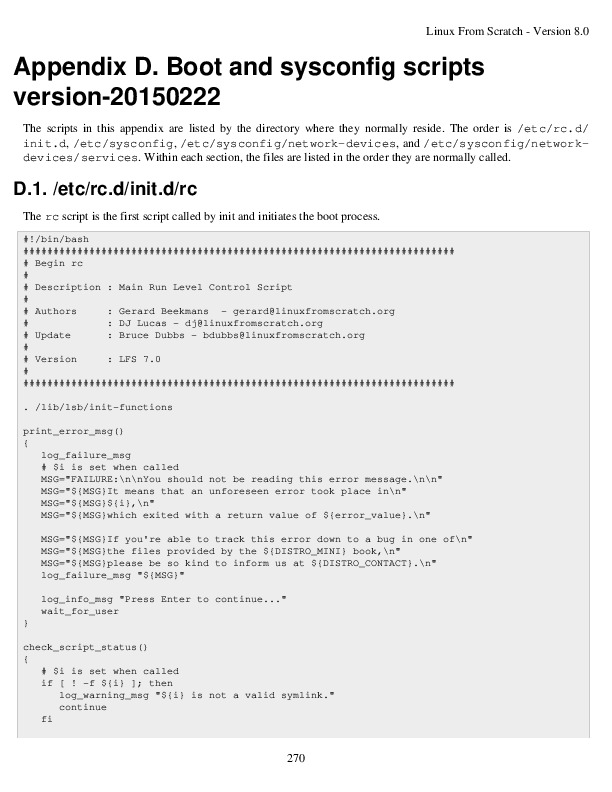 Linux From Scratch - Version 8.0
Appendix D. Boot and sysconfig scripts
version-20150222
The scripts in this appendix are listed by the directory where they normally reside. The order is /etc/rc.d/
init.d, /etc/sysconfig, /etc/sysconfig/network-devices, and /etc/sysconfig/network-
devices/services. Within each section, the files are listed in the order they are normally called.
D.1. /etc/rc.d/init.d/rc
The rc script is the first script called by init and initiates the boot process.
#!/bin/bash
########################################################################
# Begin rc
#
# Description : Main Run Level Control Script
#
# Authors     : Gerard Beekmans  - gerard@linuxfromscratch.org
#             : DJ Lucas - dj@linuxfromscratch.org
# Update      : Bruce Dubbs - bdubbs@linuxfromscratch.org
#
# Version     : LFS 7.0
#
########################################################################
. /lib/lsb/init-functions
print_error_msg()
{
   log_failure_msg
   # $i is set when called
   MSG="FAILURE:\n\nYou should not be reading this error message.\n\n"
   MSG="${MSG}It means that an unforeseen error took place in\n"
   MSG="${MSG}${i},\n"
   MSG="${MSG}which exited with a return value of ${error_value}.\n"
   MSG="${MSG}If you're able to track this error down to a bug in one of\n"
   MSG="${MSG}the files provided by the ${DISTRO_MINI} book,\n"
   MSG="${MSG}please be so kind to inform us at ${DISTRO_CONTACT}.\n"
   log_failure_msg "${MSG}"
   log_info_msg "Press Enter to continue..."
   wait_for_user
}
check_script_status()
{
   # $i is set when called
   if [ ! -f ${i} ]; then
      log_warning_msg "${i} is not a valid symlink."
      continue
   fi
270